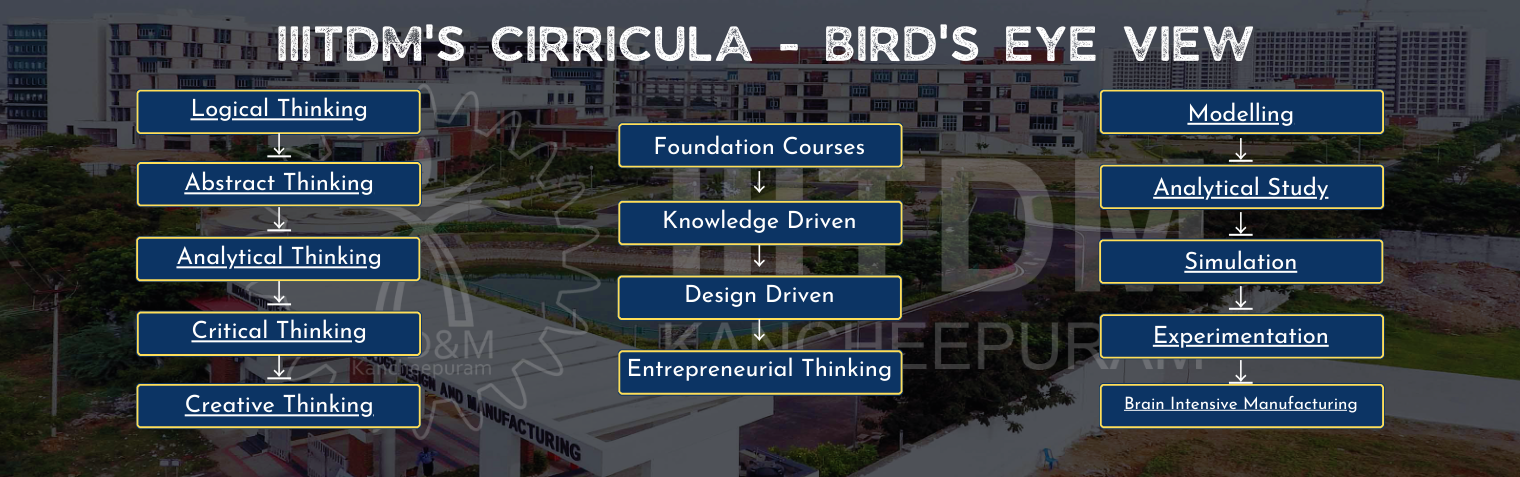 IIITDM'S CIRRICULA - BIRD'S EYE VIEW
Logical Thinking
Abstract Thinking
Analytical Thinking
Critical Thinking
Creative Thinking
Foundation Courses
Knowledge Driven
Design Driven
Entrepreneurial Thinking
Modelling
Analytical Study
Simulation
Experimentation
Brain Intensive Manufacturing
IIITDM
KANCHEEPURAM
D&M
Kancheepuram
DESIGN AND MANUFACTURING